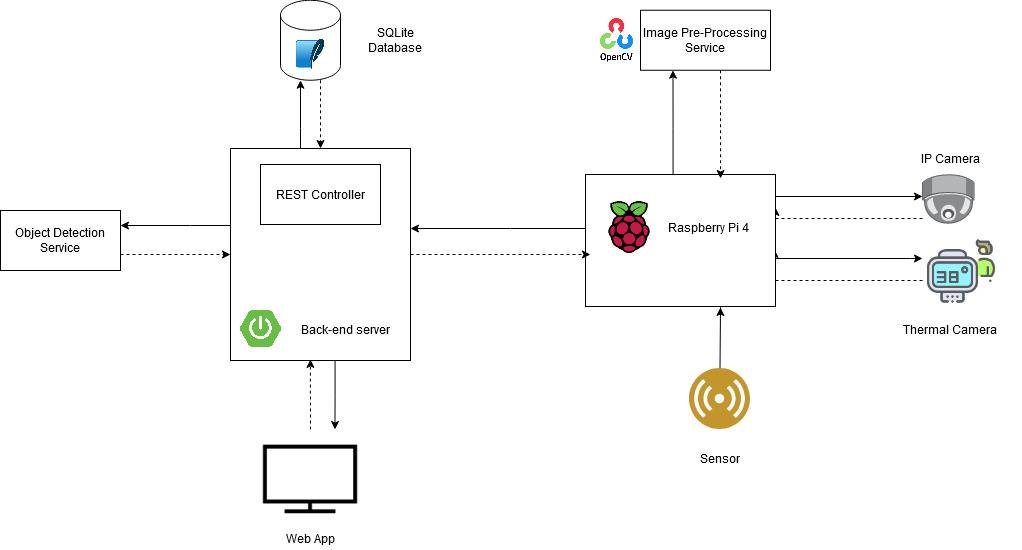 SQLite
Database
OpenCV
Image Pre-Processing
Service
IP Camera
REST Controller
Object Detection
Service
Raspberry Pi 4
38°
Thermal Camera
Back-end server
Sensor
Web App